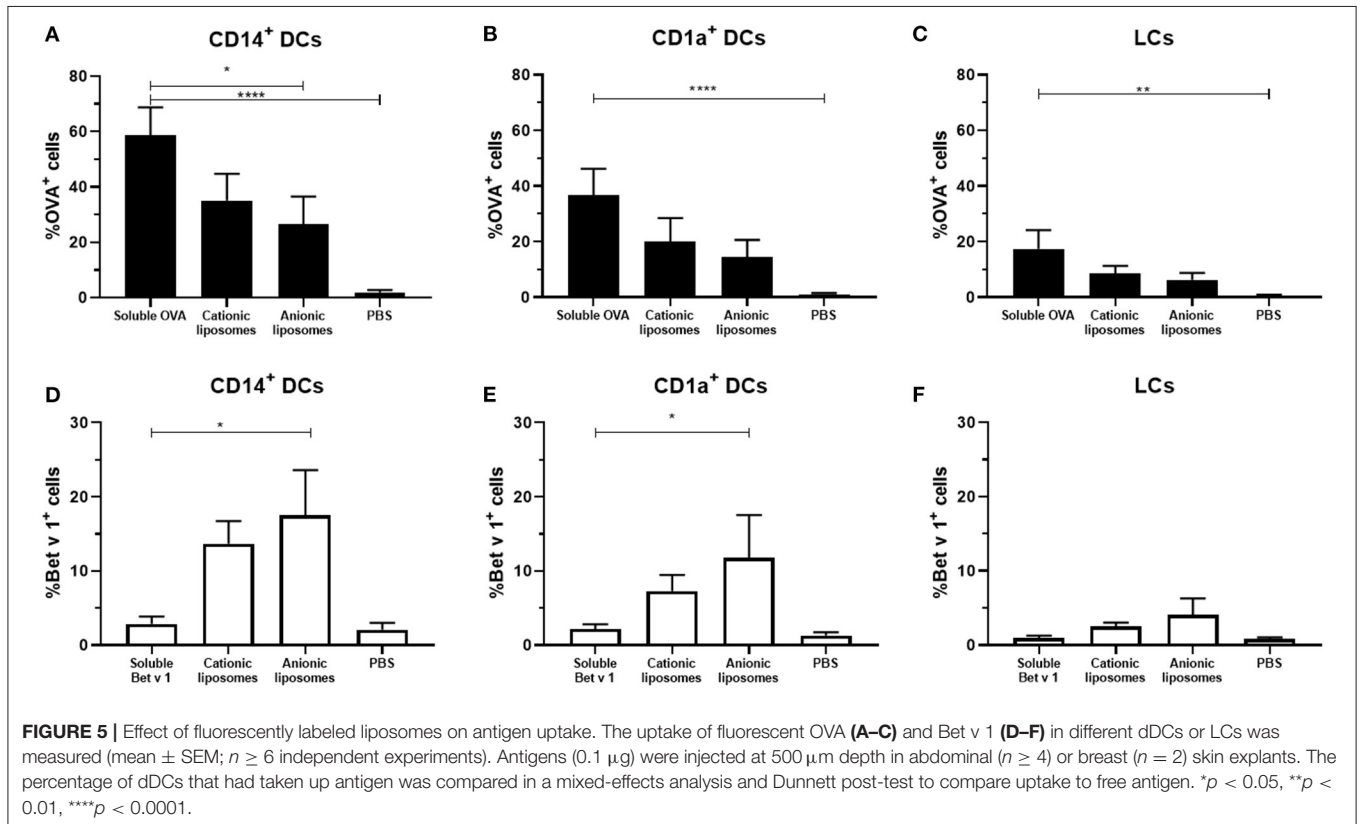 A
CD14⁺ DCs
80
60
40
20
0
%OVA⁺ cells
*
****
Soluble OVA
Cationic
liposomes
Anionic
liposomes
PBS
B
CD1a⁺ DCs
80
60
40
20
0
%OVA⁺ cells
****
Soluble OVA
Cationic
liposomes
Anionic
liposomes
PBS
C
LCs
80
60
40
20
0
%OVA⁺ cells
**
Soluble OVA
Cationic
liposomes
Anionic
liposomes
PBS
D
CD14⁺ DCs
30
20
10
0
%Bet v 1⁺ cells
*
Soluble
Bet v 1
Cationic
liposomes
Anionic
liposomes
PBS
E
CD1a⁺ DCs
30
20
10
0
%Bet v 1⁺ cells
*
Soluble
Bet v 1
Cationic
liposomes
Anionic
liposomes
PBS
F
LCs
30
20
10
0
%Bet v 1⁺ cells
Soluble
Bet v 1
Cationic
liposomes
Anionic
liposomes
PBS
FIGURE 5 | Effect of fluorescently labeled liposomes on antigen uptake. The uptake of fluorescent OVA (A–C) and Bet v 1 (D–F) in different dDCs or LCs was
measured (mean ± SEM; n ≥ 6 independent experiments). Antigens (0.1 μg) were injected at 500 μm depth in abdominal (n ≥ 4) or breast (n = 2) skin explants. The
percentage of dDCs that had taken up antigen was compared in a mixed-effects analysis and Dunnett post-test to compare uptake to free antigen. *p < 0.05, **p <
0.01, ****p < 0.0001.